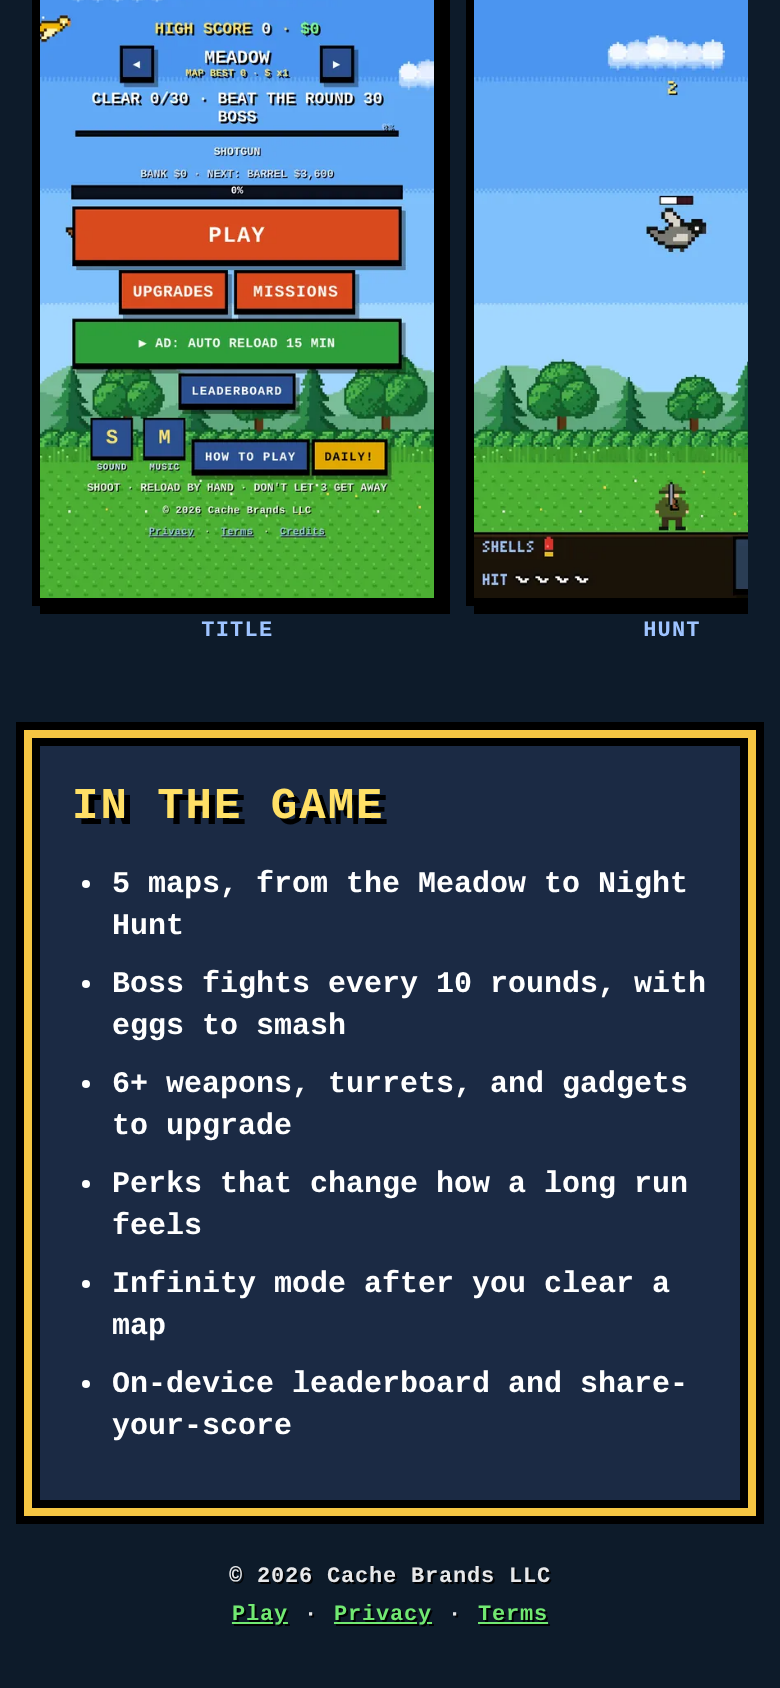 HIGH SCORE 0 · $0
◄ MEADOW ►
MAP BEST 0 · $ x1
CLEAR 0/30 · BEAT THE ROUND 30
BOSS
SHOTGUN
BANK $0 · NEXT: BARREL $3,600
0%
PLAY
UPGRADES MISSIONS
► AD: AUTO RELOAD 15 MIN
LEADERBOARD
S M
SOUND MUSIC
HOW TO PLAY DAILY!
SHOOT · RELOAD BY HAND · DON'T LET 3 GET AWAY
© 2026 Cache Brands LLC
Privacy · Terms · Credits
TITLE
2
SHELLS
HIT
HUNT
IN THE GAME
• 5 maps, from the Meadow to Night
Hunt
• Boss fights every 10 rounds, with
eggs to smash
• 6+ weapons, turrets, and gadgets
to upgrade
• Perks that change how a long run
feels
• Infinity mode after you clear a
map
• On-device leaderboard and share-
your-score
© 2026 Cache Brands LLC
Play · Privacy · Terms